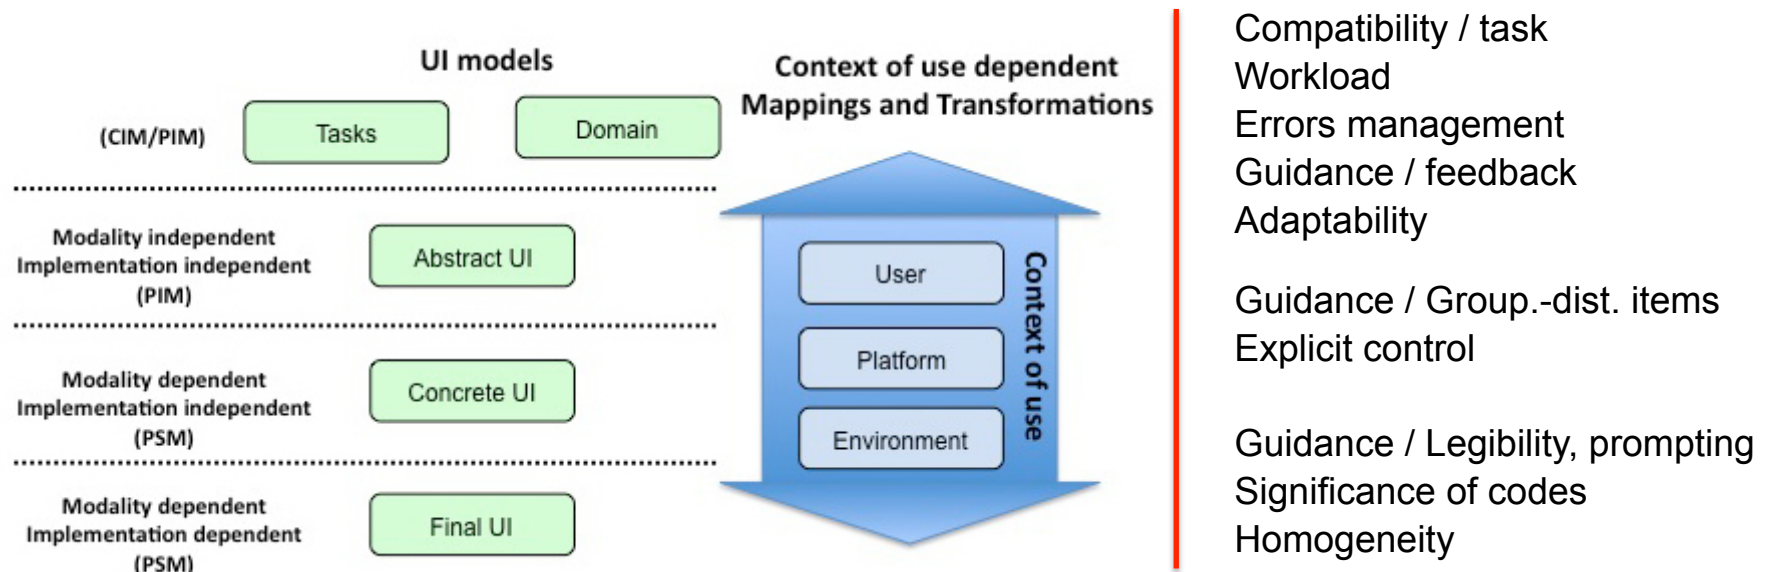 UI models
(CIM/PIM)
Tasks
Domain
Modality independent
Implementation independent
(PIM)
Abstract UI
Modality dependent
Implementation independent
(PSM)
Concrete UI
Modality dependent
Implementation dependent
(PSM)
Final UI
Context of use dependent
Mappings and Transformations
User
Platform
Environment
Context of use
Compatibility / task
Workload
Errors management
Guidance / feedback
Adaptability
Guidance / Group.-dist. items
Explicit control
Guidance / Legibility, prompting
Significance of codes
Homogeneity